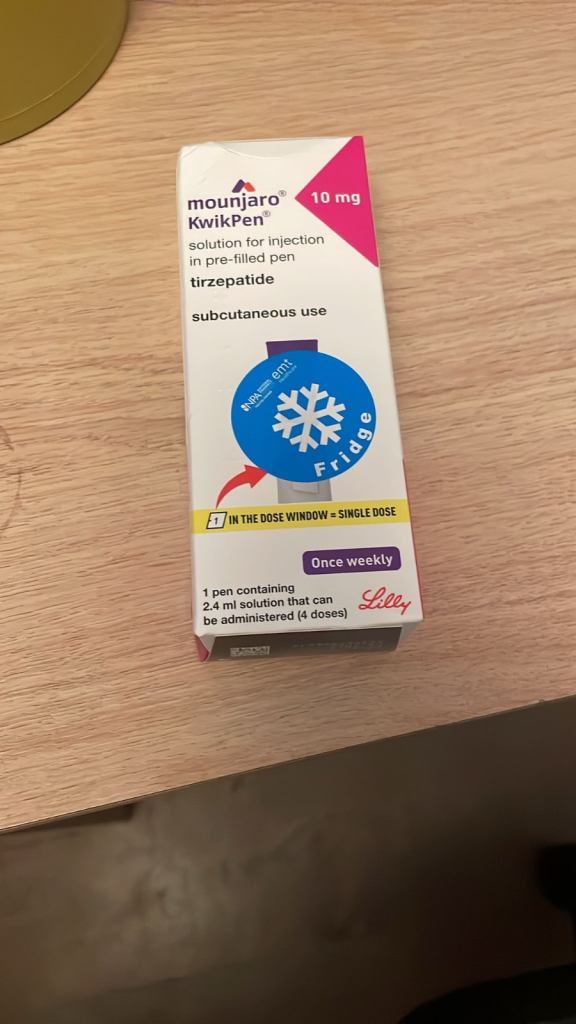 mounjaro®
KwikPen®
10 mg
solution for injection
in pre-filled pen
tirzepatide
subcutaneous use
NPA
emt
Fridge
1 IN THE DOSE WINDOW = SINGLE DOSE
Once weekly
1 pen containing
2.4 ml solution that can
be administered (4 doses)
Lilly